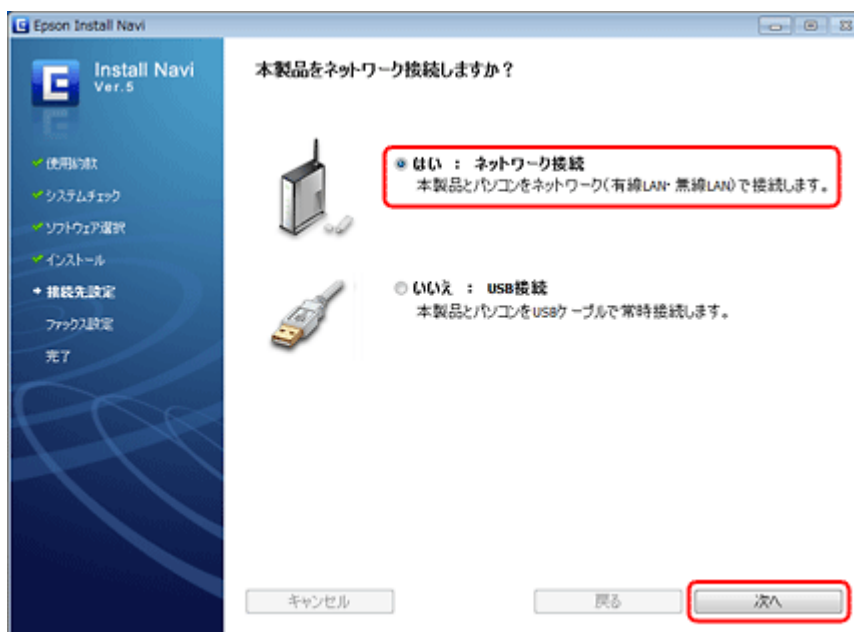 Epson Install Navi
Install Navi
Ver.5
本製品をネットワーク接続しますか？
使用約款
システムチェック
ソフトウェア選択
インストール
接続先設定
ファックス設定
完了
はい ： ネットワーク接続
本製品とパソコンをネットワーク(有線LAN・無線LAN)で接続します。
いいえ ： USB接続
本製品とパソコンをUSBケーブルで常時接続します。
キャンセル
戻る
次へ